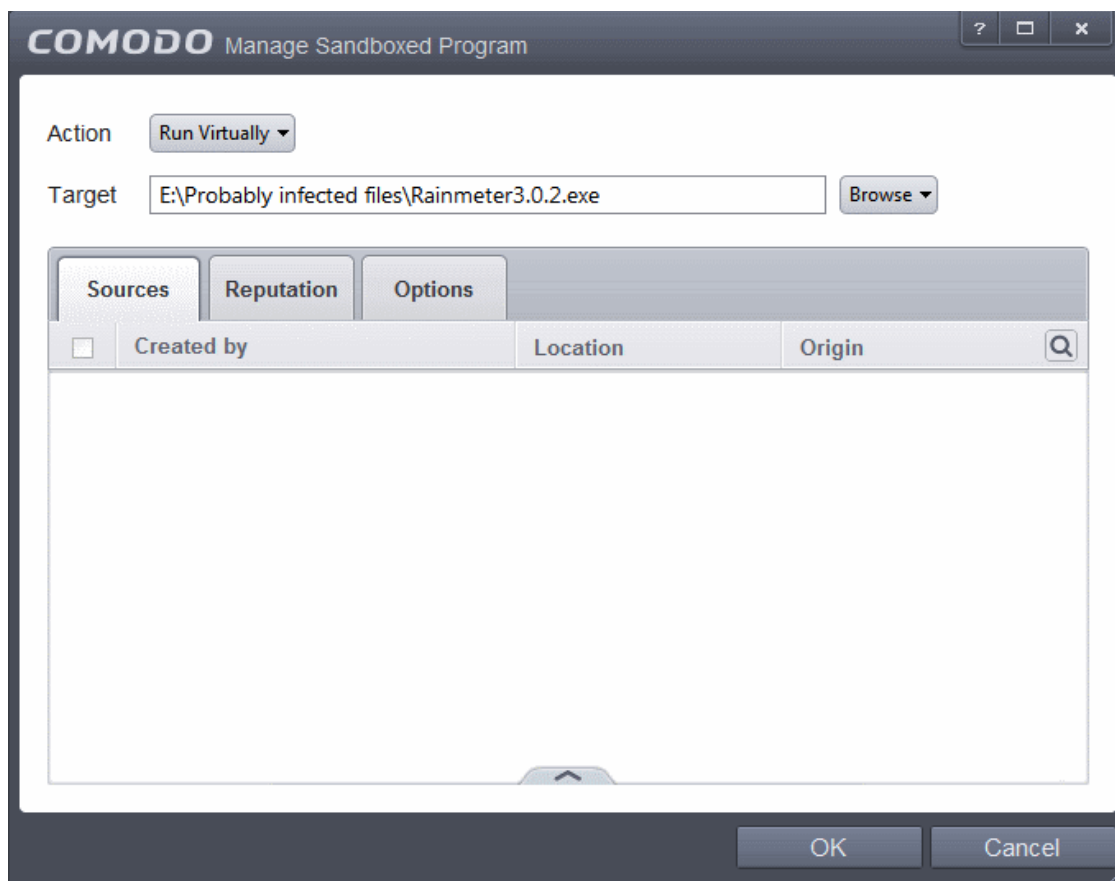 COMODO Manage Sandboxed Program ?
Action Run Virtually
Target E:\Probably infected files\Rainmeter3.0.2.exe Browse
Sources Reputation Options
Created by Location Origin
OK Cancel